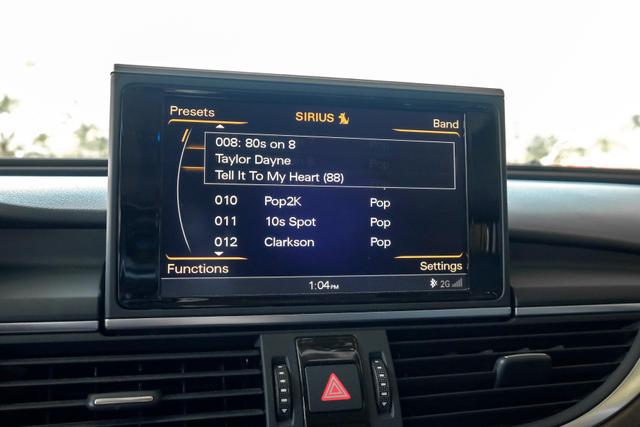 Presets
SIRIUS
Band
008: 80s on 8
Taylor Dayne
Tell It To My Heart (88)
010 Pop2K Pop
011 10s Spot Pop
012 Clarkson Pop
Functions
Settings
1:04PM
2G